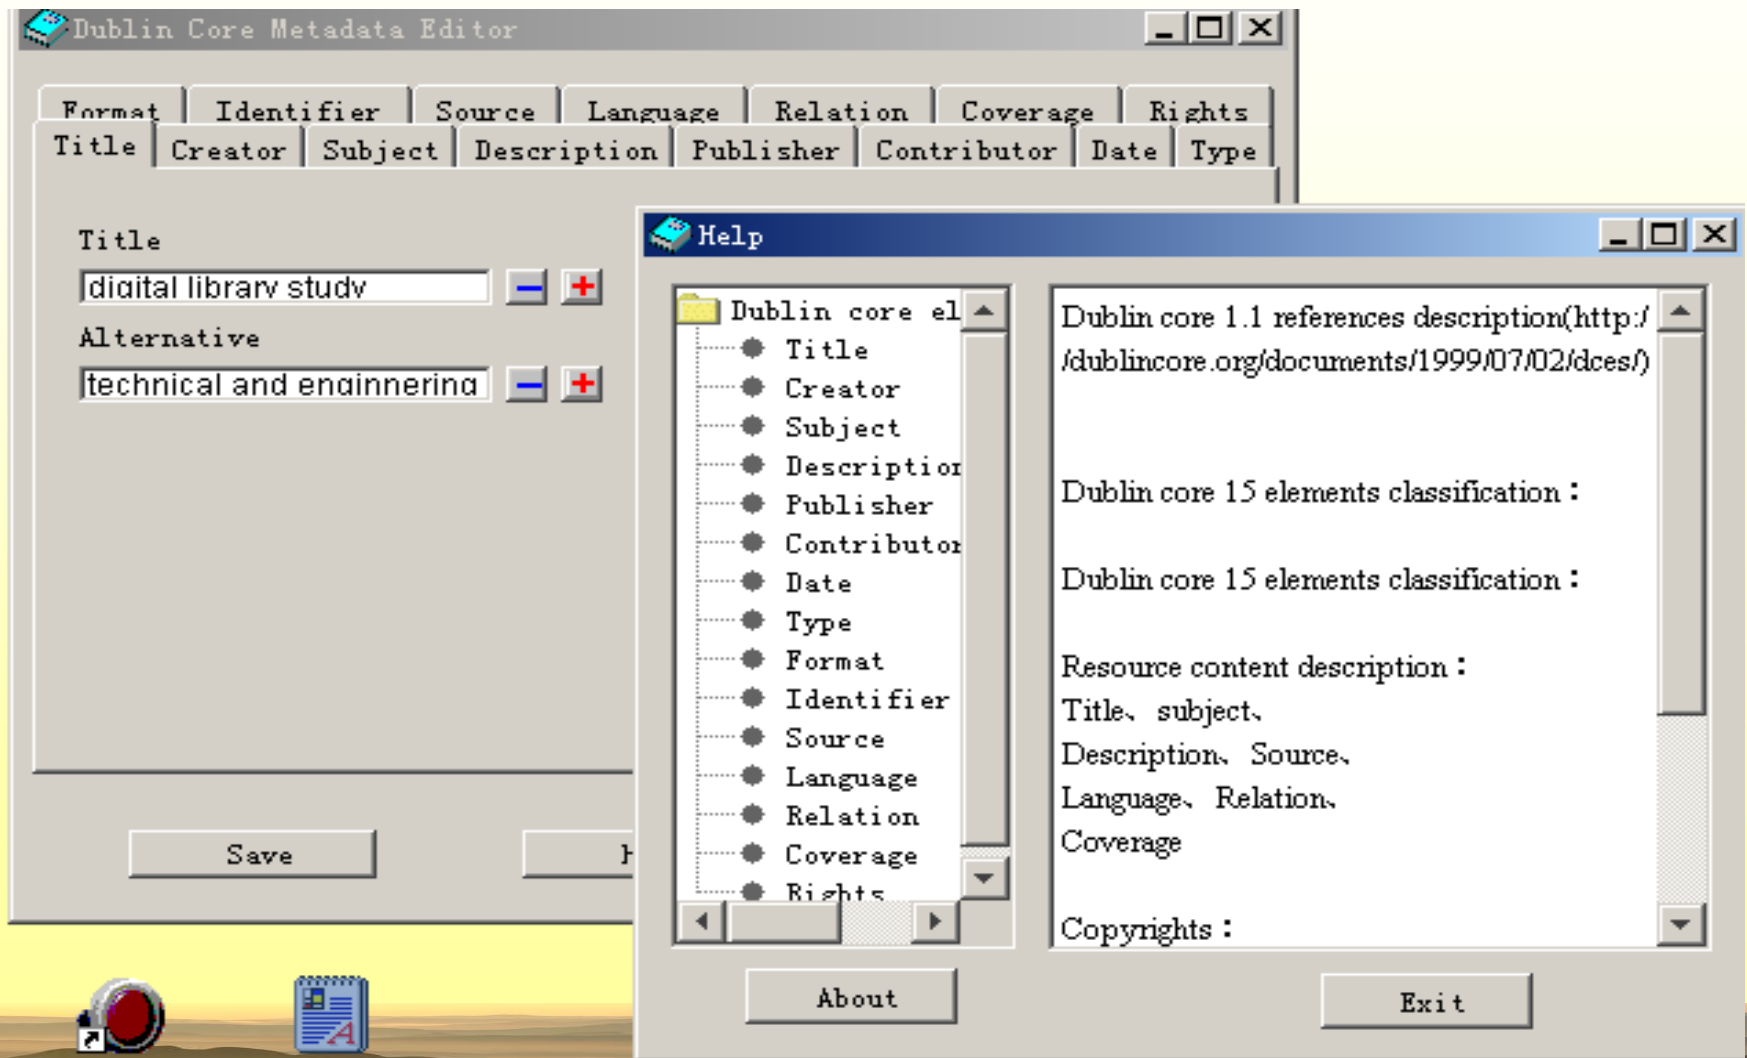 Dublin Core Metadata Editor
Format Identifier Source Language Relation Coverage Rights
Title Creator Subject Description Publisher Contributor Date Type
Title
digital library study
Alternative
technical and enginnering
Save
Help
Dublin core el
Title
Creator
Subject
Description
Publisher
Contributor
Date
Type
Format
Identifier
Source
Language
Relation
Coverage
Rights
Dublin core 1.1 references description(http:/
/dublincore.org/documents/1999/07/02/dces/)
Dublin core 15 elements classification：
Dublin core 15 elements classification：
Resource content description：
Title、subject、
Description、Source、
Language、Relation、
Coverage
Copyrights：
About
Exit